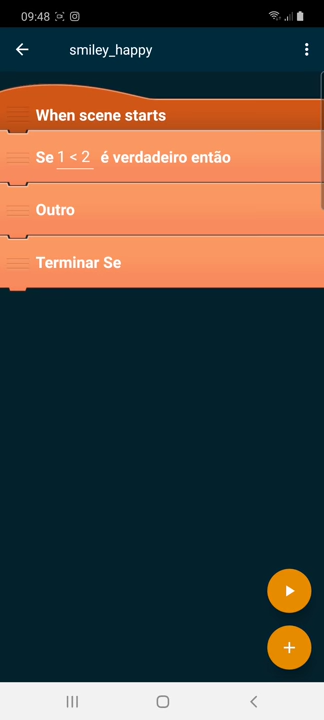 09:48
smiley_happy
When scene starts
Se 1 < 2 é verdadeiro então
Outro
Terminar Se